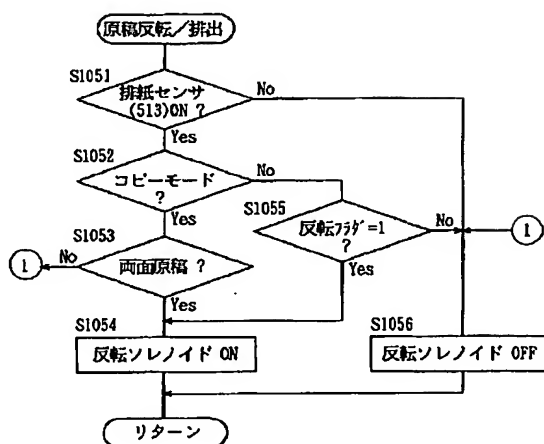 原稿反転／排出
S1051
排紙センサ
(513)ON ?
No
Yes
S1052
コピーモード
?
No
Yes
S1055
反転フラグ=1
?
No
1
Yes
S1053
両面原稿 ?
No
1
Yes
S1054
反転ソレノイド ON
S1056
反転ソレノイド OFF
リターン